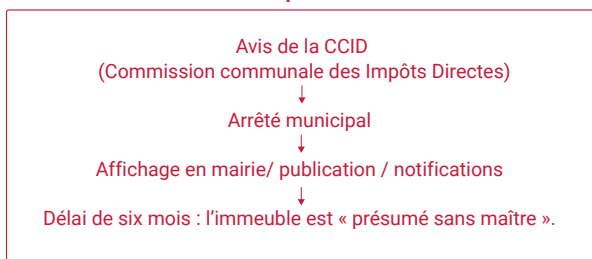 Avis de la CCID
(Commission communale des Impôts Directes)
Arrêté municipal
Affichage en mairie/ publication / notifications
Délai de six mois : l'immeuble est « présumé sans maître ».